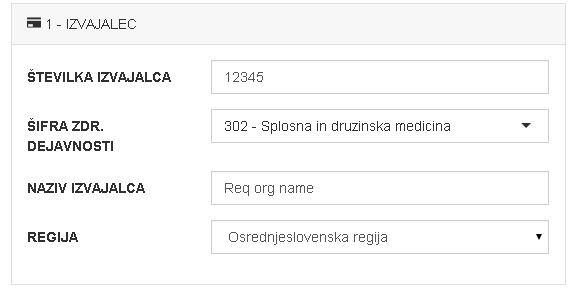 1 - IZVAJALEC
ŠTEVILKA IZVAJALCA 12345
ŠIFRA ZDR. 302 - Splosna in druzinska medicina
DEJAVNOSTI
NAZIV IZVAJALCA Req org name
REGIJA Osrednjeslovenska regija